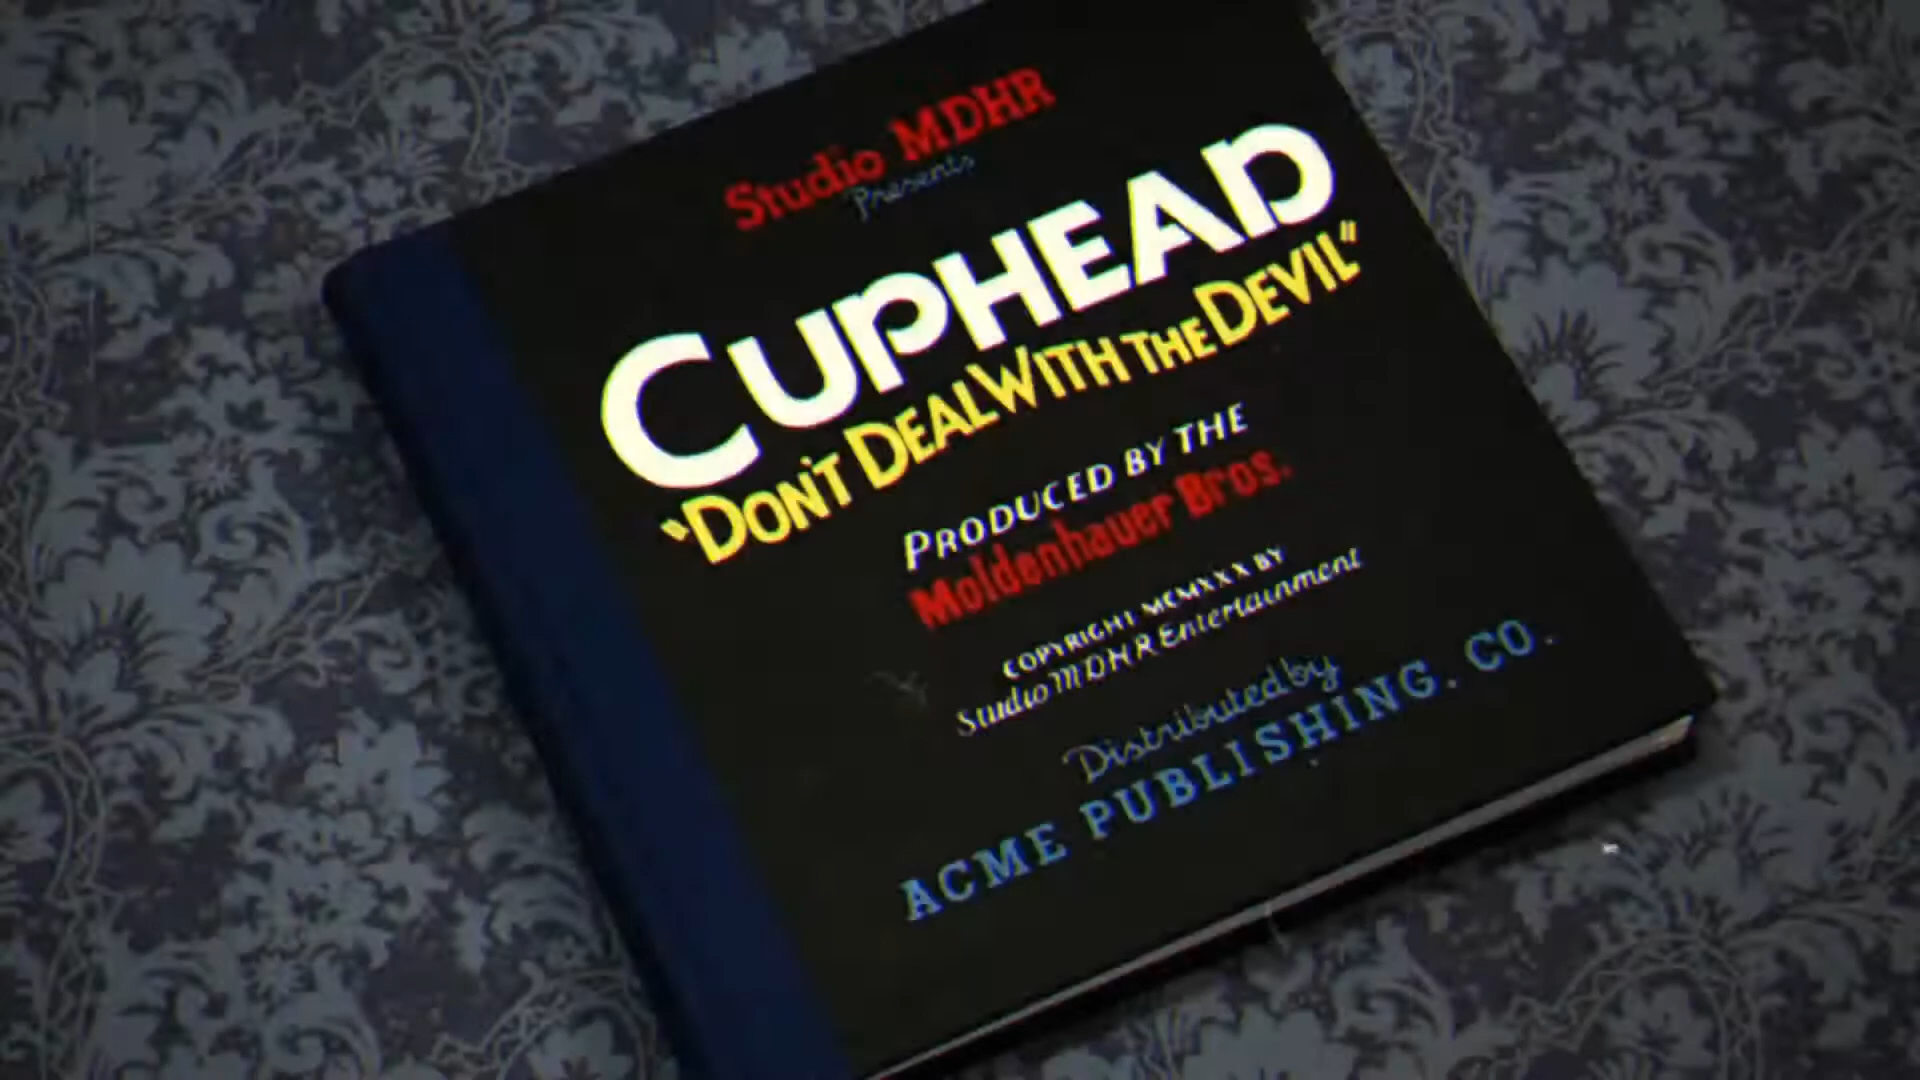 Studio MDHR
Presents
CUPHEAD
"DON'T DEAL WITH THE DEVIL"
PRODUCED BY THE
Moldenhauer Bros.
COPYRIGHT MCMXXX BY
Studio MDHR Entertainment
Distributed by
ACME PUBLISHING. CO.